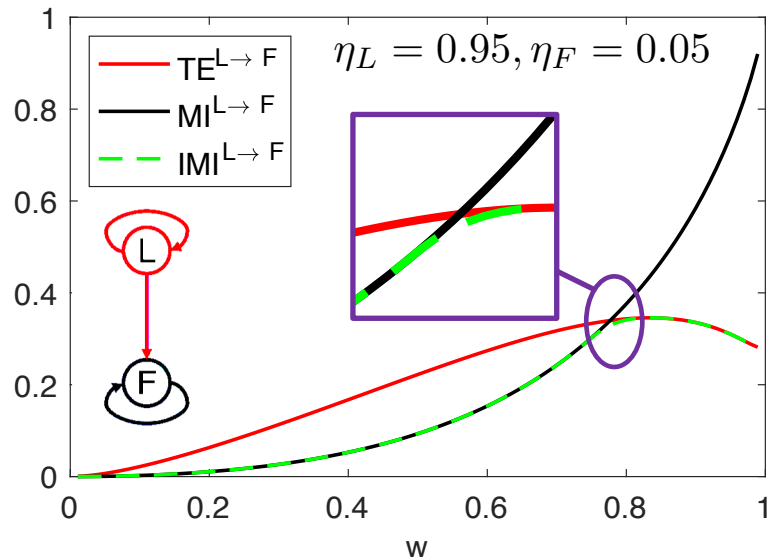 η_L = 0.95, η_F = 0.05
TE^{L→ F}
MI^{L→ F}
IMI^{L→ F}
L
F
1
0.8
0.6
0.4
0.2
0
0 0.2 0.4 0.6 0.8 1
w